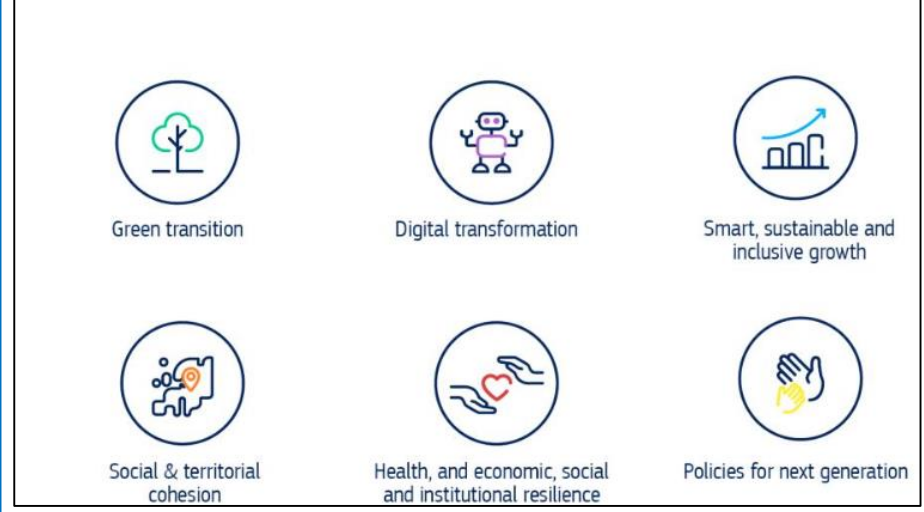 Green transition
Digital transformation
Smart, sustainable and
inclusive growth
Social & territorial
cohesion
Health, and economic, social
and institutional resilience
Policies for next generation